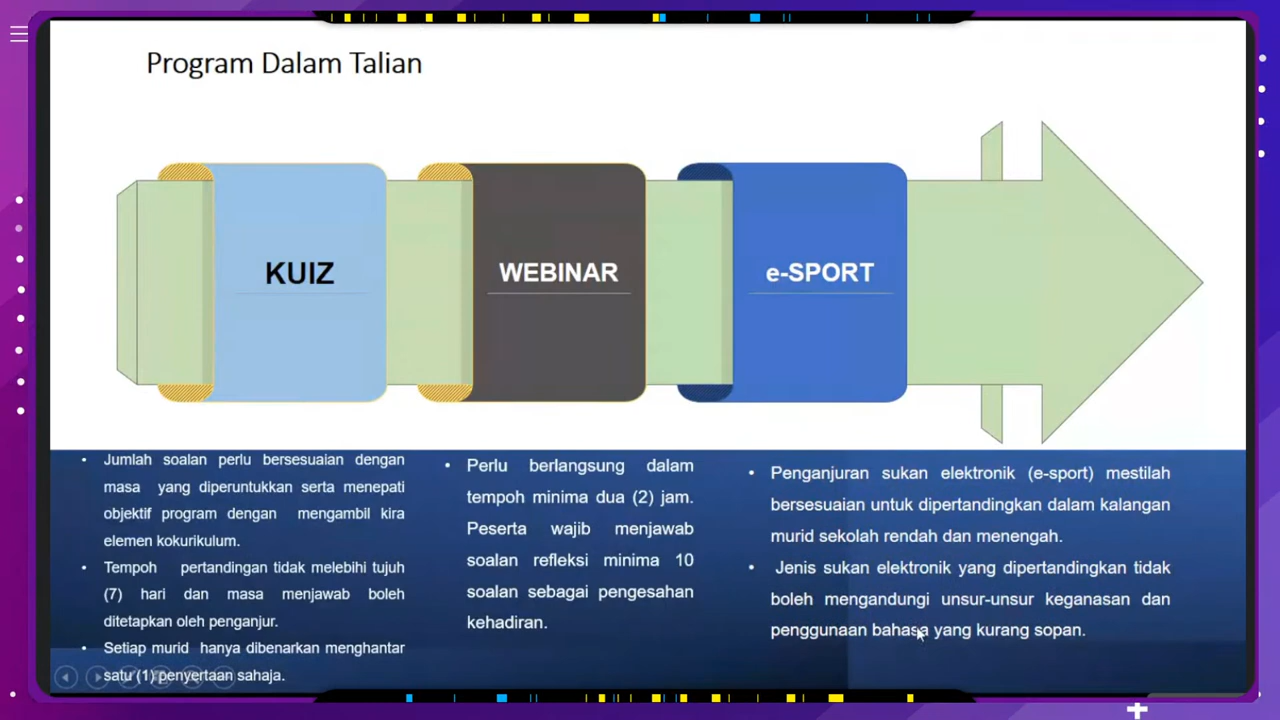 Program Dalam Talian
KUIZ
WEBINAR
e-SPORT
• Jumlah soalan perlu bersesuaian dengan
masa yang diperuntukkan serta menepati
objektif program dengan mengambil kira
elemen kokurikulum.
• Tempoh pertandingan tidak melebihi tujuh
(7) hari dan masa menjawab boleh
ditetapkan oleh penganjur.
• Setiap murid hanya dibenarkan menghantar
satu (1) penyertaan sahaja.
• Perlu berlangsung dalam
tempoh minima dua (2) jam.
Peserta wajib menjawab
soalan refleksi minima 10
soalan sebagai pengesahan
kehadiran.
• Penganjuran sukan elektronik (e-sport) mestilah
bersesuaian untuk dipertandingkan dalam kalangan
murid sekolah rendah dan menengah.
• Jenis sukan elektronik yang dipertandingkan tidak
boleh mengandungi unsur-unsur keganasan dan
penggunaan bahasa yang kurang sopan.